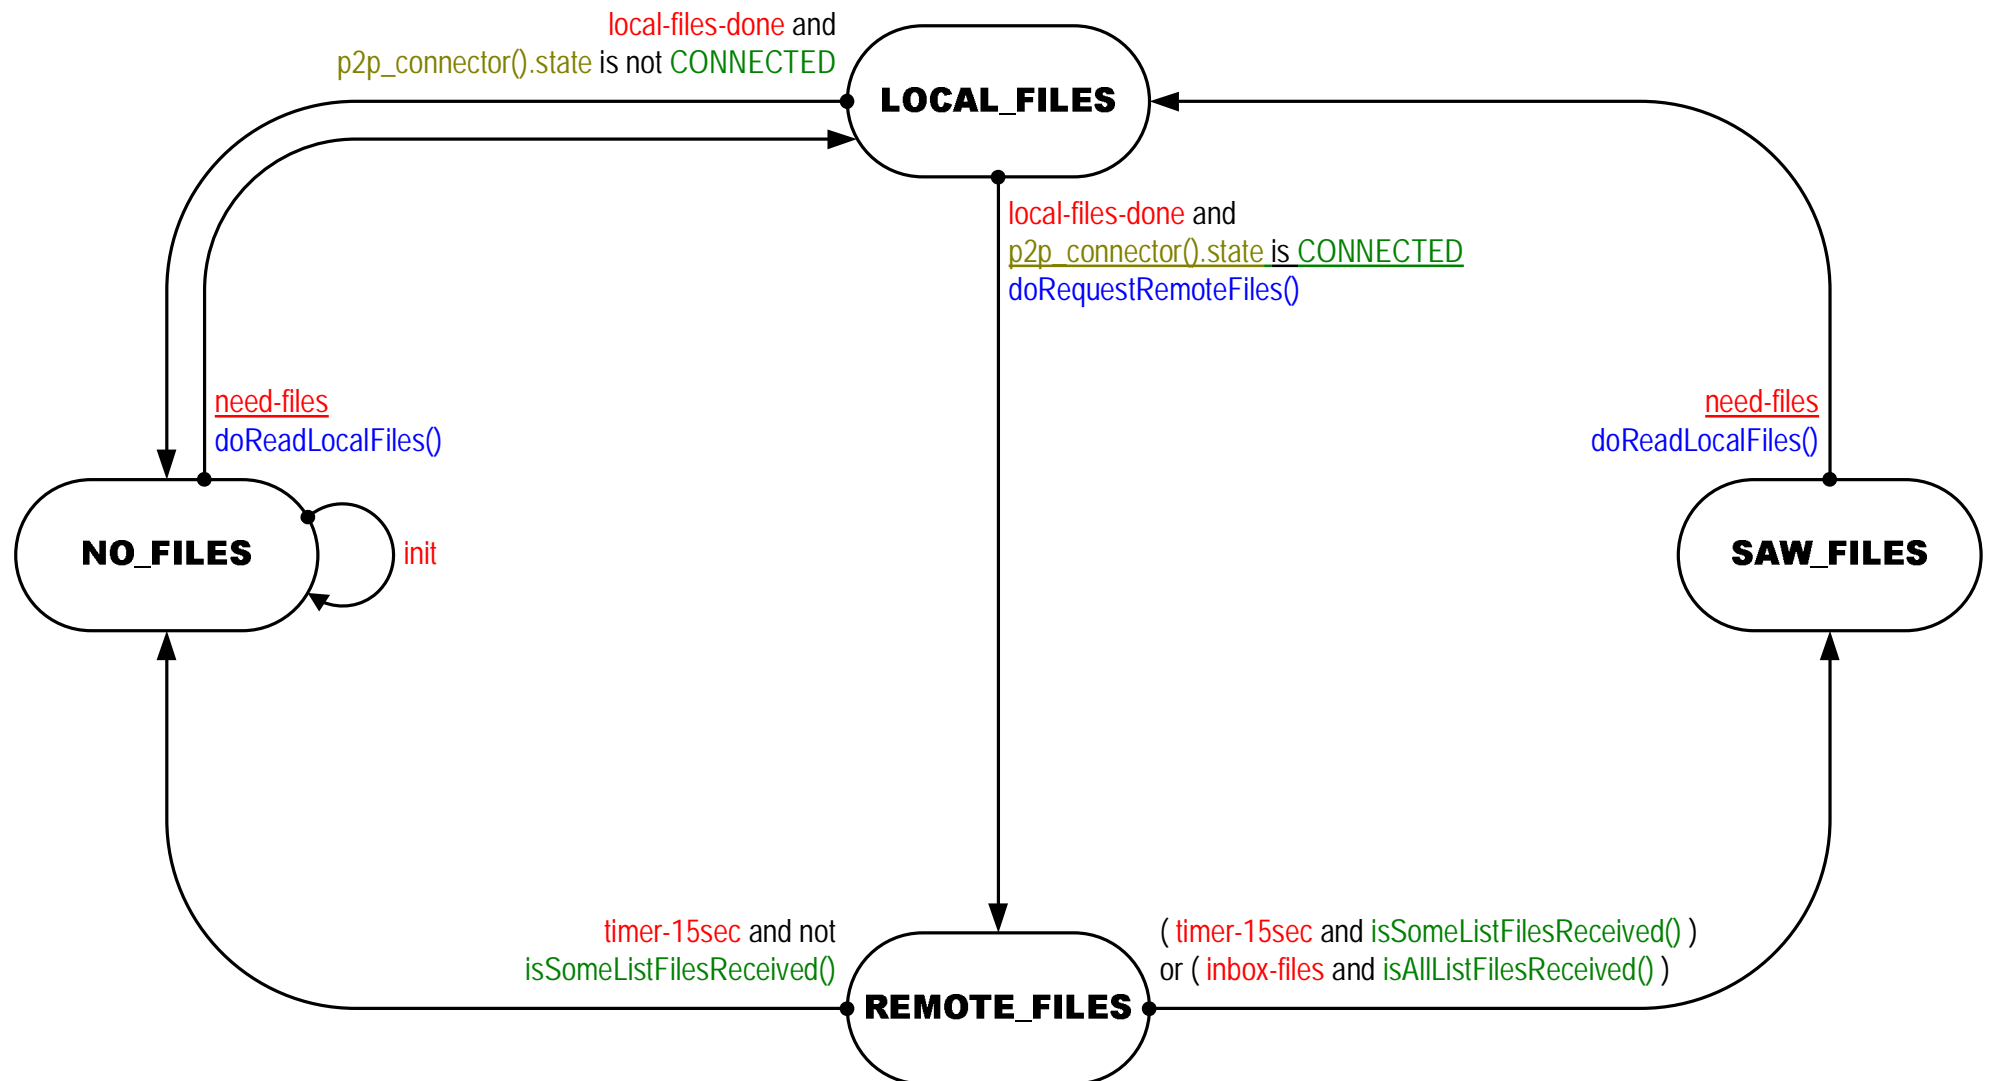 local-files-done and
p2p_connector().state is not CONNECTED
LOCAL_FILES
local-files-done and
p2p_connector().state is CONNECTED
doRequestRemoteFiles()
need-files
doReadLocalFiles()
need-files
doReadLocalFiles()
NO_FILES
init
SAW_FILES
timer-15sec and not
isSomeListFilesReceived()
( timer-15sec and isSomeListFilesReceived() )
or ( inbox-files and isAllListFilesReceived() )
REMOTE_FILES